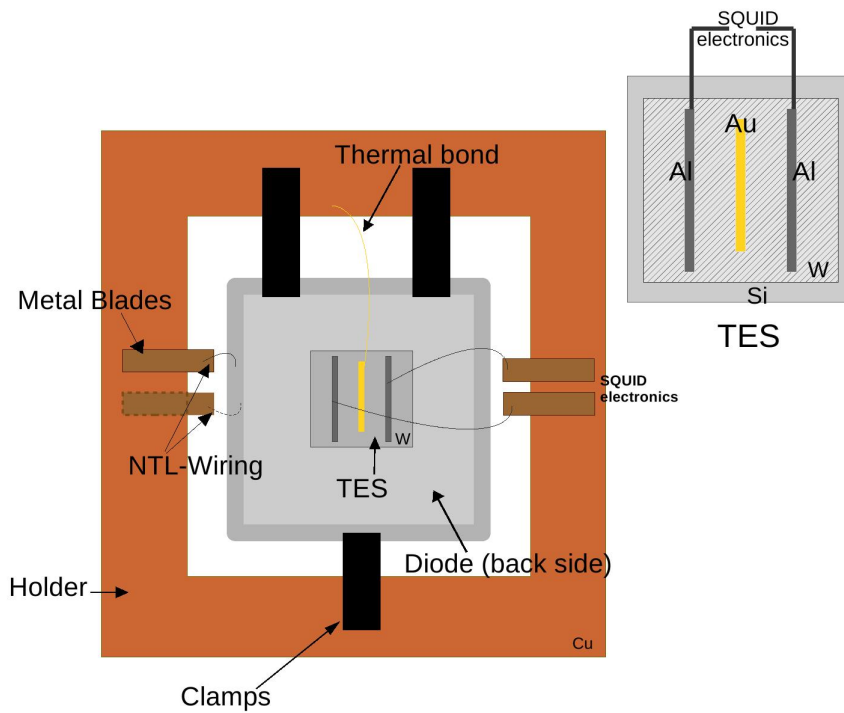 SQUID
electronics
Au
Al
Al
W
Si
TES
Thermal bond
Metal Blades
SQUID
electronics
W
NTL-Wiring
TES
Diode (back side)
Holder
Cu
Clamps